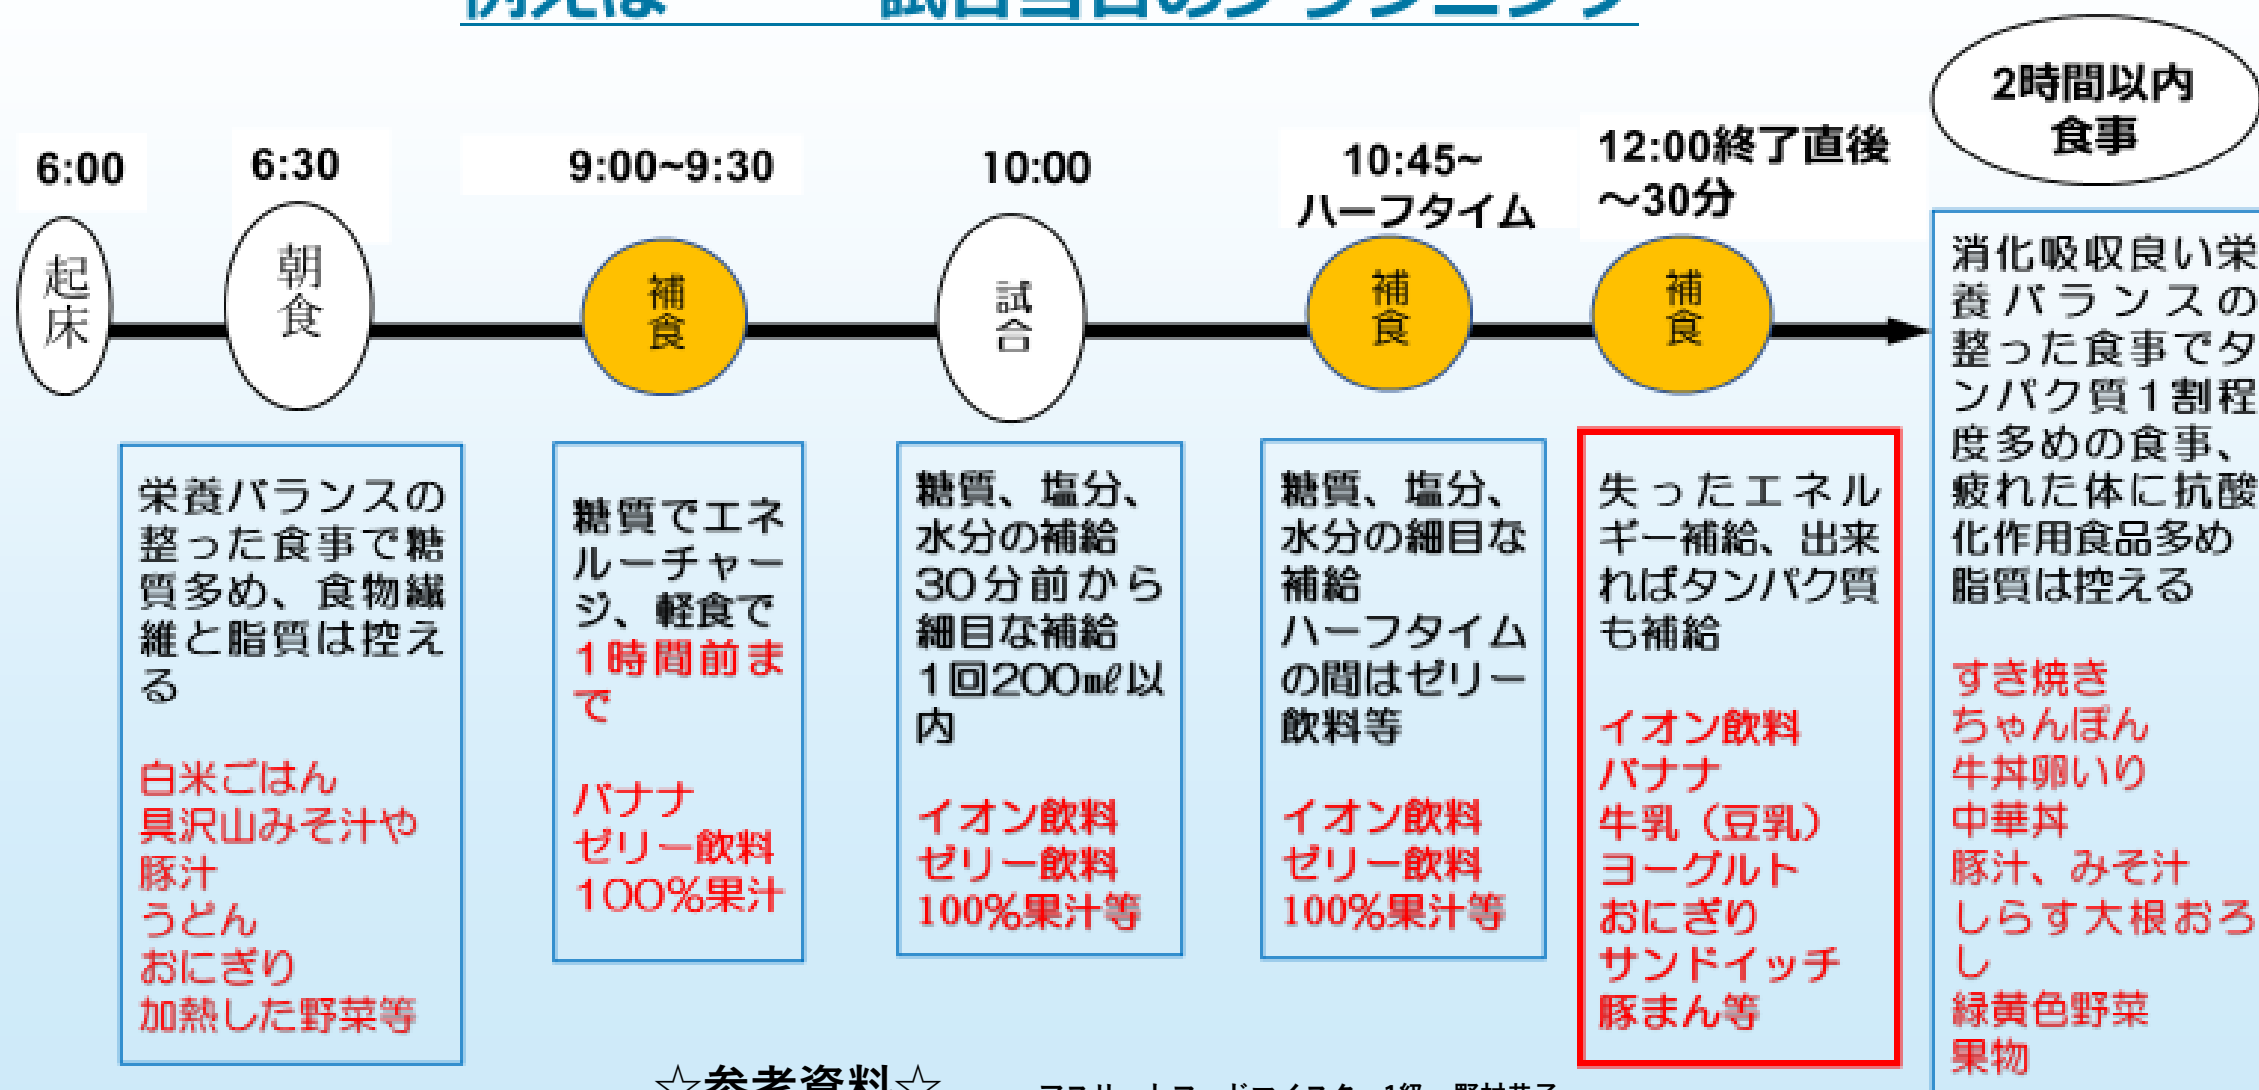 2時間以内
食事
6:00
6:30
9:00~9:30
10:00
10:45~
ハーフタイム
12:00終了直後
～30分
起床
朝食
補食
試合
補食
補食
栄養バランスの
整った食事で糖
質多め、食物繊
維と脂質は控え
る
白米ごはん
具沢山みそ汁や
豚汁
うどん
おにぎり
加熱した野菜等
糖質でエネ
ルーチャー
ジ、軽食で
1時間前ま
で
バナナ
ゼリー飲料
100%果汁
糖質、塩分、
水分の補給
30分前から
細目な補給
1回200㎖以
内
イオン飲料
ゼリー飲料
100%果汁等
糖質、塩分、
水分の細目な
補給
ハーフタイム
の間はゼリー
飲料等
イオン飲料
ゼリー飲料
100%果汁等
失ったエネル
ギー補給、出来
ればタンパク質
も補給
イオン飲料
バナナ
牛乳（豆乳）
ヨーグルト
おにぎり
サンドイッチ
豚まん等
消化吸収良い栄
養バランスの
整った食事でタ
ンパク質1割程
度多めの食事、
疲れた体に抗酸
化作用食品多め
脂質は控える
すき焼き
ちゃんぽん
牛丼卵いり
中華丼
豚汁、みそ汁
しらす大根おろ
し
緑黄色野菜
果物
☆参考資料☆